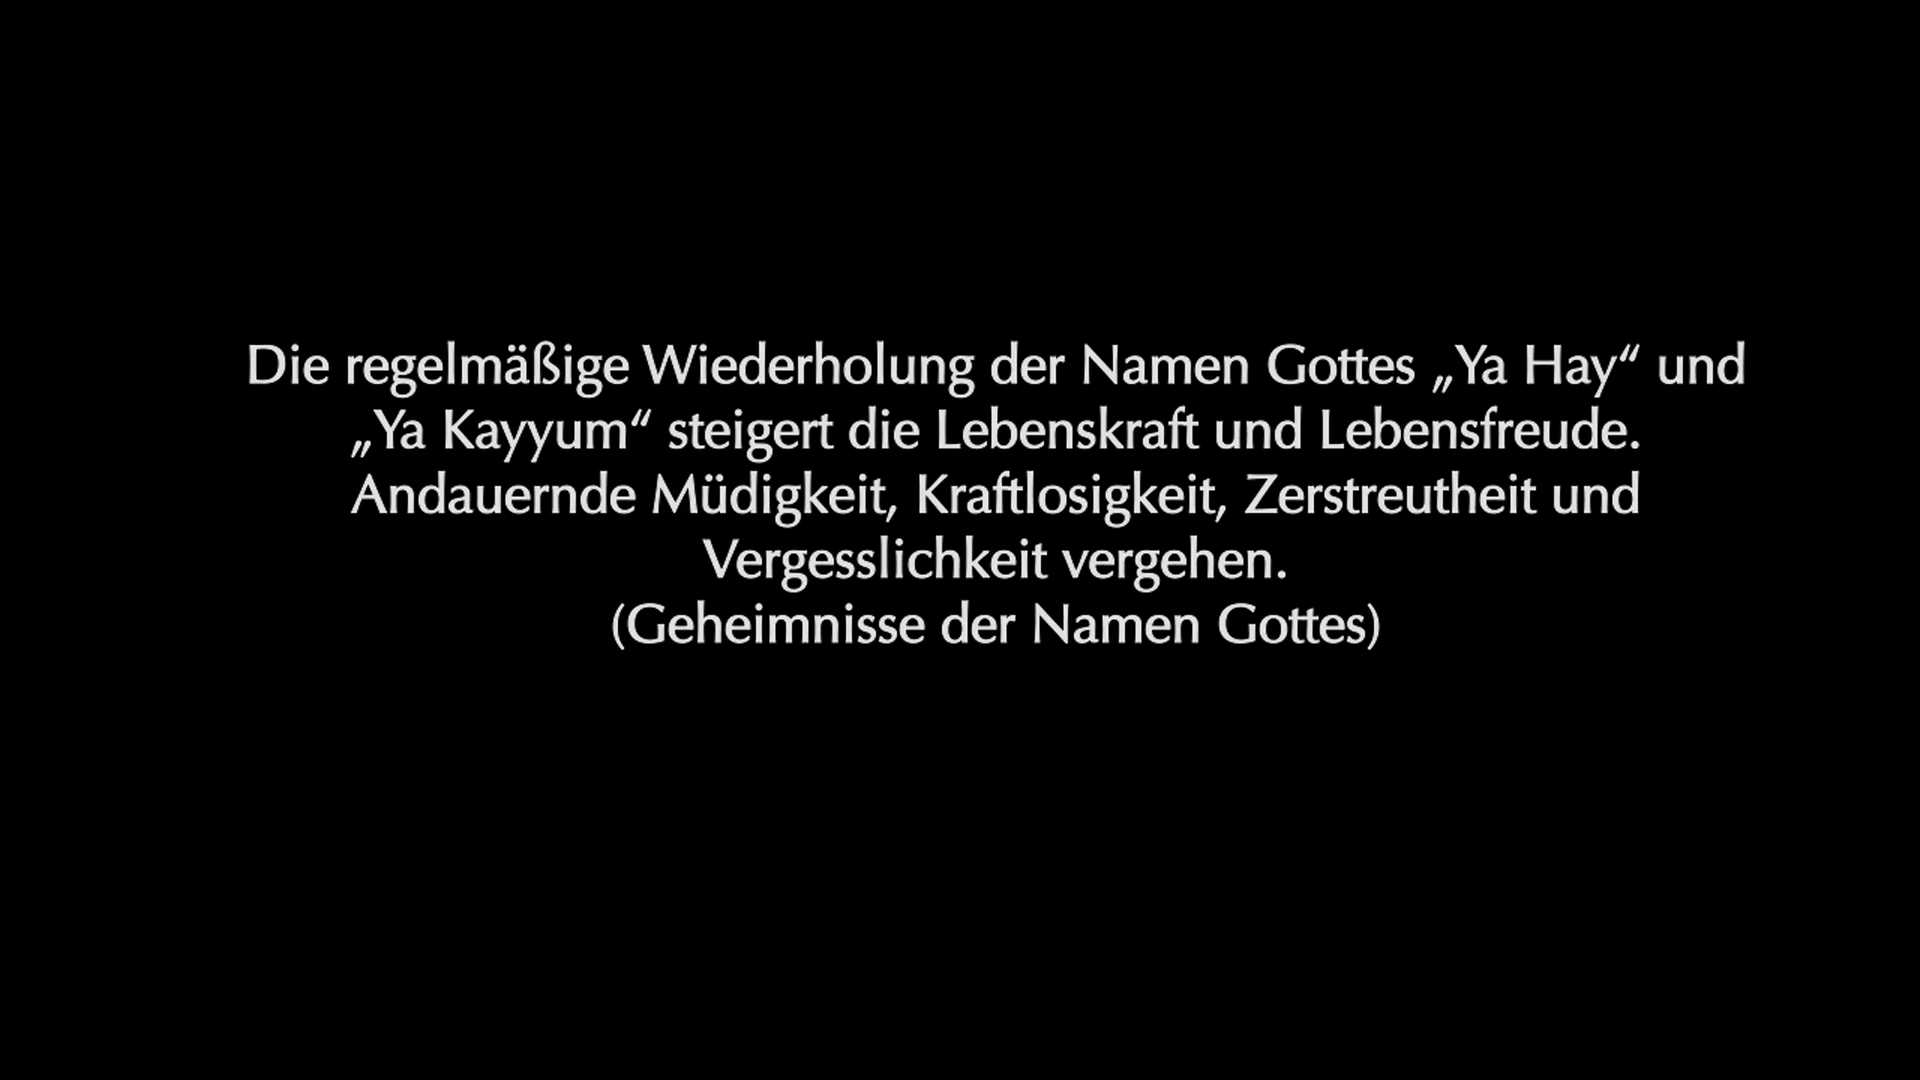 Die regelmäßige Wiederholung der Namen Gottes „Ya Hay“ und
„Ya Kayyum“ steigert die Lebenskraft und Lebensfreude.
Andauernde Müdigkeit, Kraftlosigkeit, Zerstreutheit und
Vergesslichkeit vergehen.
(Geheimnisse der Namen Gottes)